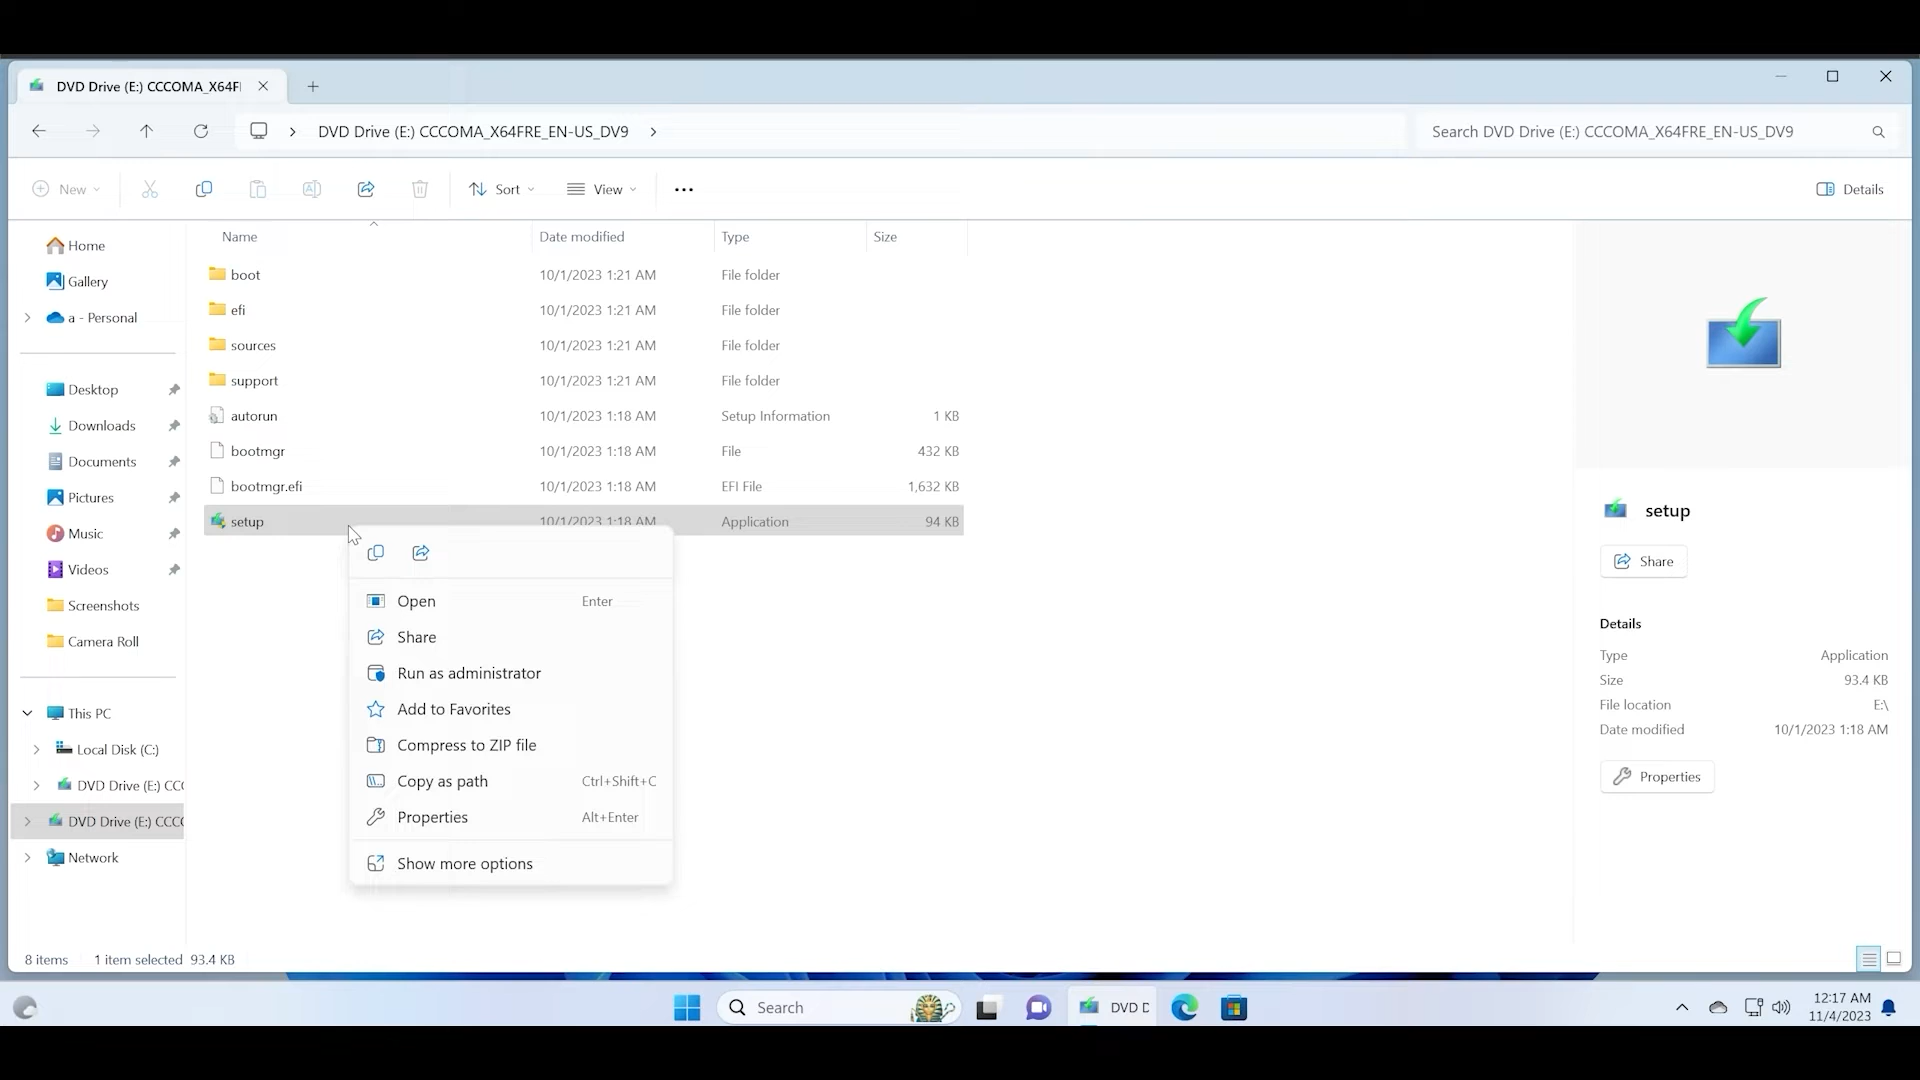 DVD Drive (E:) CCCOMA_X64F
DVD Drive (E:) CCCOMA_X64FRE_EN-US_DV9
Search DVD Drive (E:) CCCOMA_X64FRE_EN-US_DV9
New
Sort
View
Details
Name Date modified Type Size
Home
Gallery
a - Personal
Desktop
Downloads
Documents
Pictures
Music
Videos
Screenshots
Camera Roll
This PC
Local Disk (C:)
DVD Drive (E:) CCC
DVD Drive (E:) CCCO
Network
boot 10/1/2023 1:21 AM File folder
efi 10/1/2023 1:21 AM File folder
sources 10/1/2023 1:21 AM File folder
support 10/1/2023 1:21 AM File folder
autorun 10/1/2023 1:18 AM Setup Information 1 KB
bootmgr 10/1/2023 1:18 AM File 432 KB
bootmgr.efi 10/1/2023 1:18 AM EFI File 1,632 KB
setup 10/1/2023 1:18 AM Application 94 KB
Open Enter
Share
Run as administrator
Add to Favorites
Compress to ZIP file
Copy as path Ctrl+Shift+C
Properties Alt+Enter
Show more options
setup
Share
Details
Type Application
Size 93.4 KB
File location E:\
Date modified 10/1/2023 1:18 AM
Properties
8 items 1 item selected 93.4 KB
Search
DVD D
12:17 AM
11/4/2023